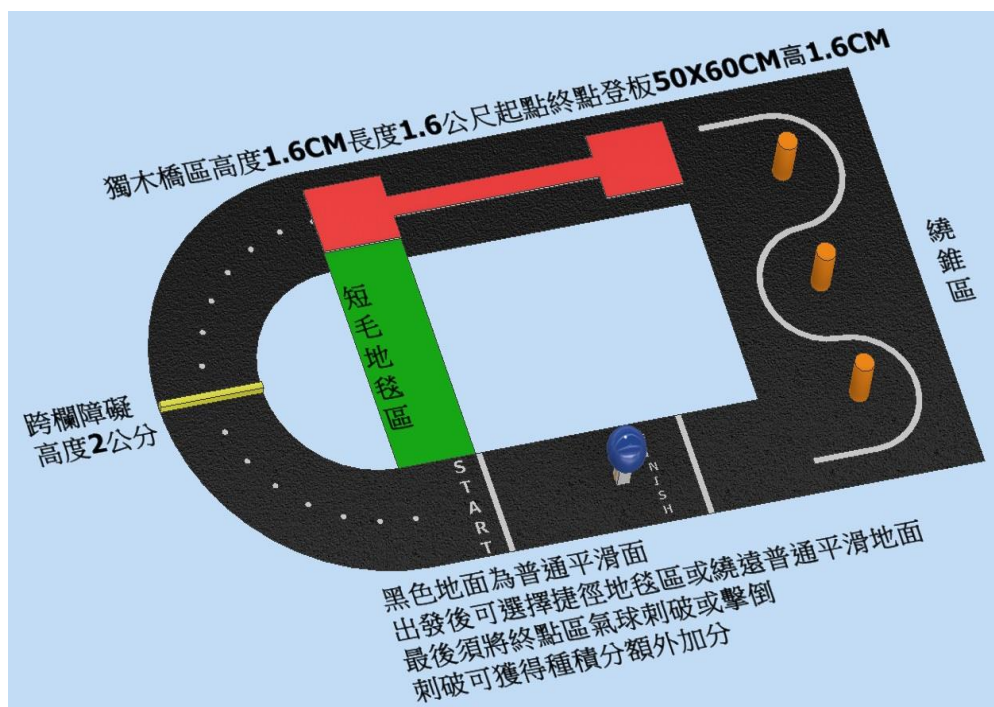 獨木橋區高度1.6CM長度1.6公尺起點終點登板50X60CM高1.6CM
繞錐區
短毛地毯區
跨欄障礙
高度2公分
START
NISH
黑色地面為普通平滑面
出發後可選擇捷徑地毯區或繞遠普通平滑地面
最後須將終點區氣球刺破或擊倒
刺破可獲得種積分額外加分